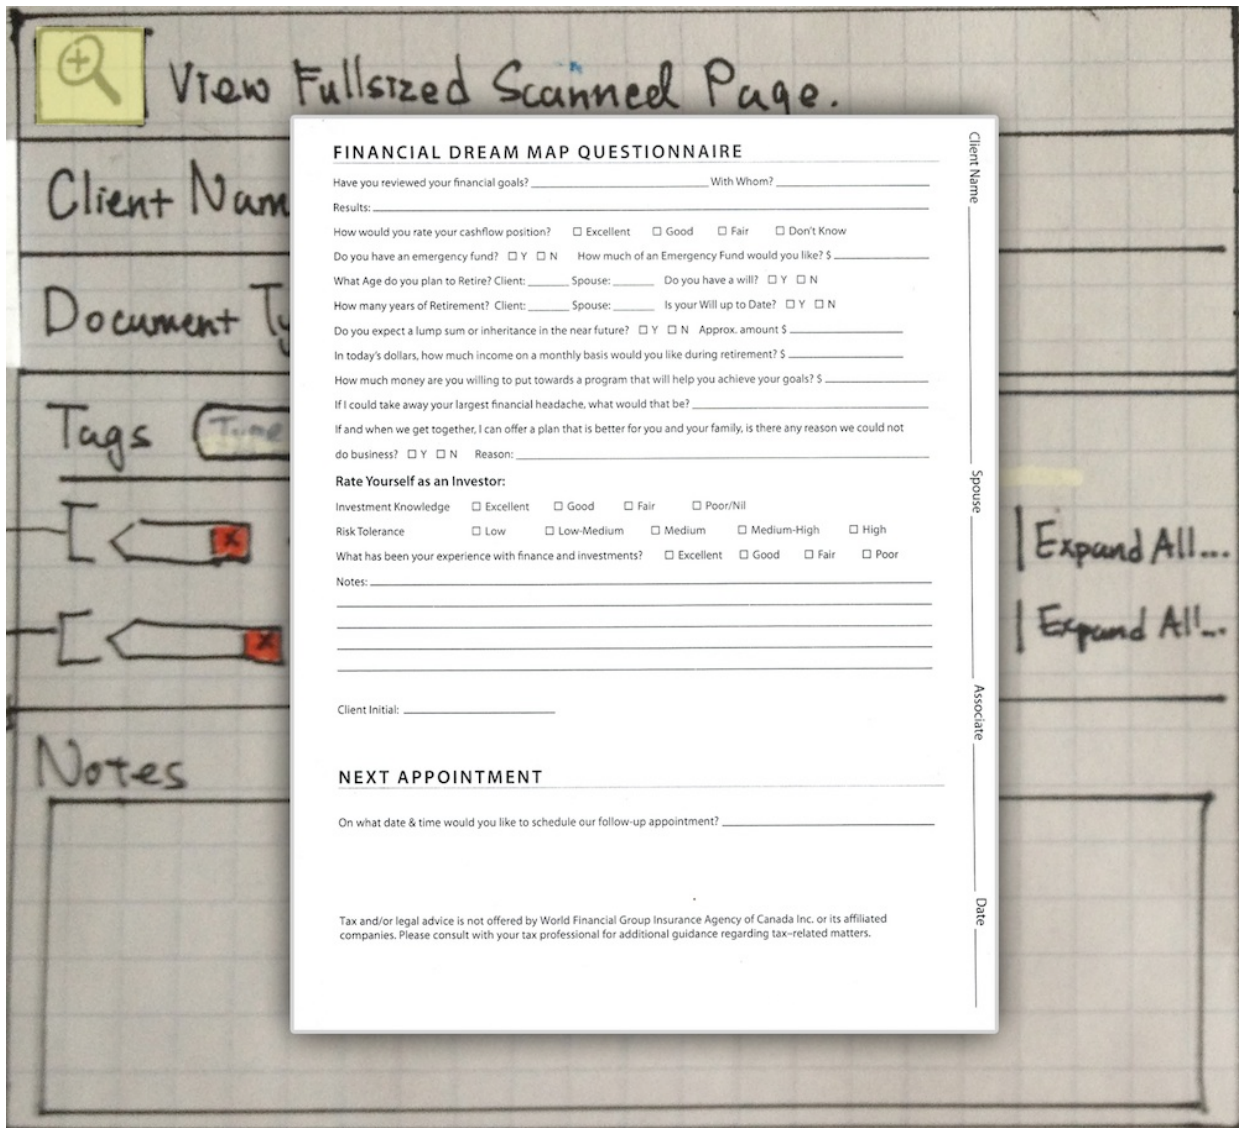 View Fullsized Scanned Page.
Client Nam
Document Ty
Tags
Expand All...
Expand All...
Notes
FINANCIAL DREAM MAP QUESTIONNAIRE
Have you reviewed your financial goals? With Whom?
Results:
How would you rate your cashflow position? ☐ Excellent ☐ Good ☐ Fair ☐ Don't Know
Do you have an emergency fund? ☐ Y ☐ N How much of an Emergency Fund would you like? $
What Age do you plan to Retire? Client: Spouse: Do you have a will? ☐ Y ☐ N
How many years of Retirement? Client: Spouse: Is your Will up to Date? ☐ Y ☐ N
Do you expect a lump sum or inheritance in the near future? ☐ Y ☐ N Approx. amount $
In today's dollars, how much income on a monthly basis would you like during retirement? $
How much money are you willing to put towards a program that will help you achieve your goals? $
If I could take away your largest financial headache, what would that be?
If and when we get together, I can offer a plan that is better for you and your family, is there any reason we could not
do business? ☐ Y ☐ N Reason:
Rate Yourself as an Investor:
Investment Knowledge ☐ Excellent ☐ Good ☐ Fair ☐ Poor/Nil
Risk Tolerance ☐ Low ☐ Low-Medium ☐ Medium ☐ Medium-High ☐ High
What has been your experience with finance and investments? ☐ Excellent ☐ Good ☐ Fair ☐ Poor
Notes:
Client Initial:
NEXT APPOINTMENT
On what date & time would you like to schedule our follow-up appointment?
Tax and/or legal advice is not offered by World Financial Group Insurance Agency of Canada Inc. or its affiliated
companies. Please consult with your tax professional for additional guidance regarding tax–related matters.
Client Name Spouse Associate Date